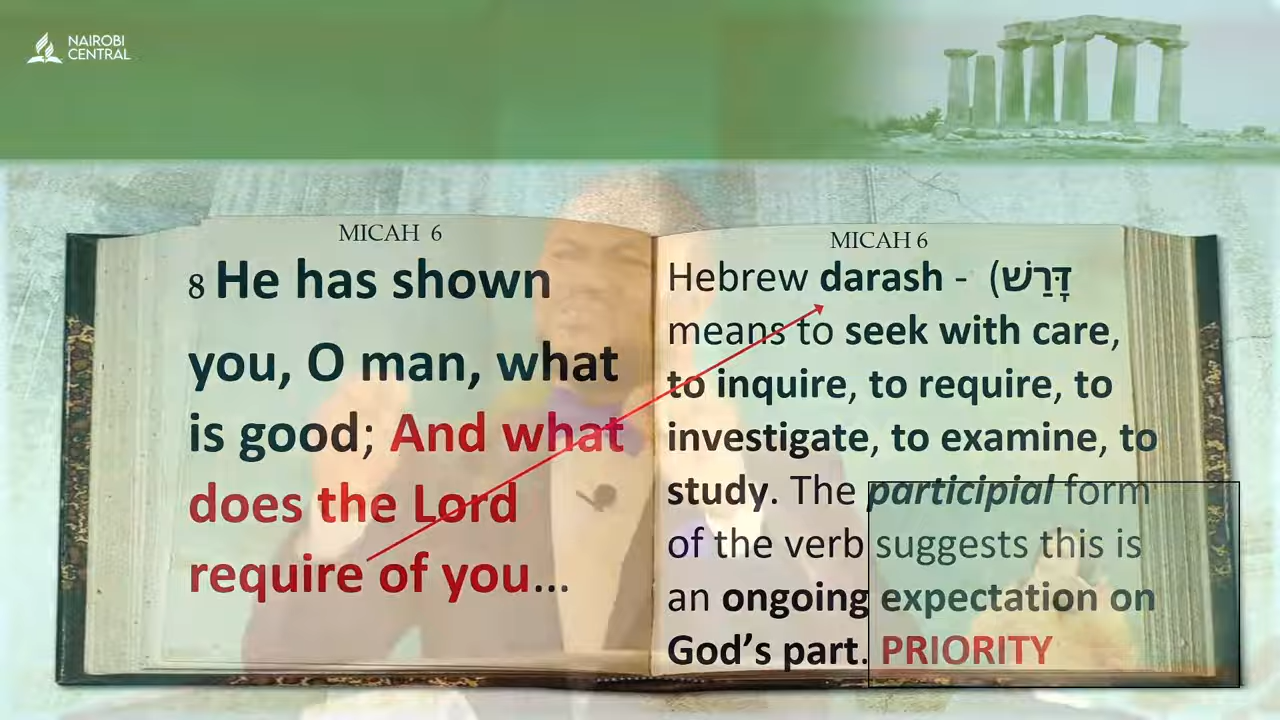 NAIROBI
CENTRAL
MICAH 6
8 He has shown
you, O man, what
is good; And what
does the Lord
require of you...
MICAH 6
Hebrew darash - (דָּרַשׁ
means to seek with care,
to inquire, to require, to
investigate, to examine, to
study. The participial form
of the verb suggests this is
an ongoing expectation on
God's part. PRIORITY